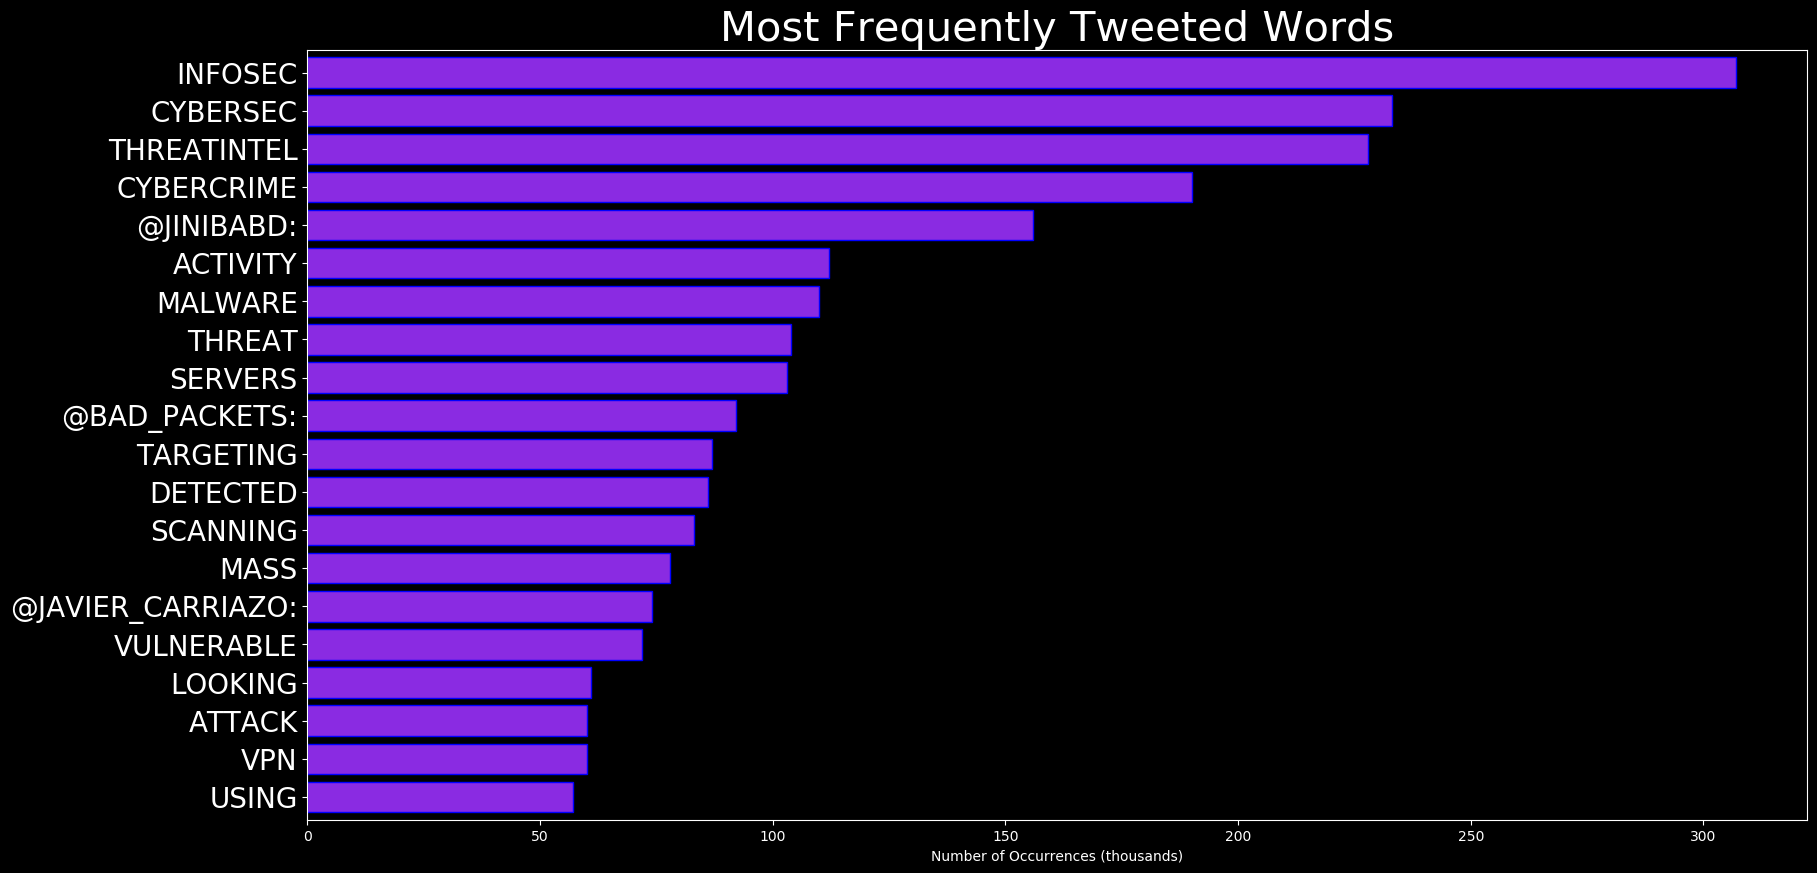 Most Frequently Tweeted Words
INFOSEC
CYBERSEC
THREATINTEL
CYBERCRIME
@JINIBABD:
ACTIVITY
MALWARE
THREAT
SERVERS
@BAD_PACKETS:
TARGETING
DETECTED
SCANNING
MASS
@JAVIER_CARRIAZO:
VULNERABLE
LOOKING
ATTACK
VPN
USING
0 50 100 150 200 250 300
Number of Occurrences (thousands)